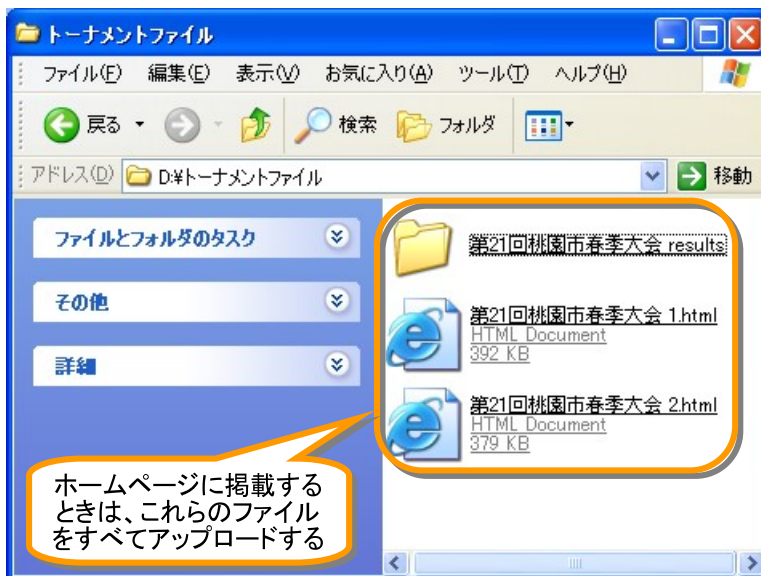 トーナメントファイル
ファイル(F) 編集(E) 表示(V) お気に入り(A) ツール(T) ヘルプ(H)
戻る 検索 フォルダ
アドレス(D) D:¥トーナメントファイル 移動
ファイルとフォルダのタスク
その他
詳細
第21回桃園市春季大会 results
第21回桃園市春季大会 1.html
HTML Document
392 KB
第21回桃園市春季大会 2.html
HTML Document
379 KB
ホームページに掲載する
ときは、これらのファイル
をすべてアップロードする